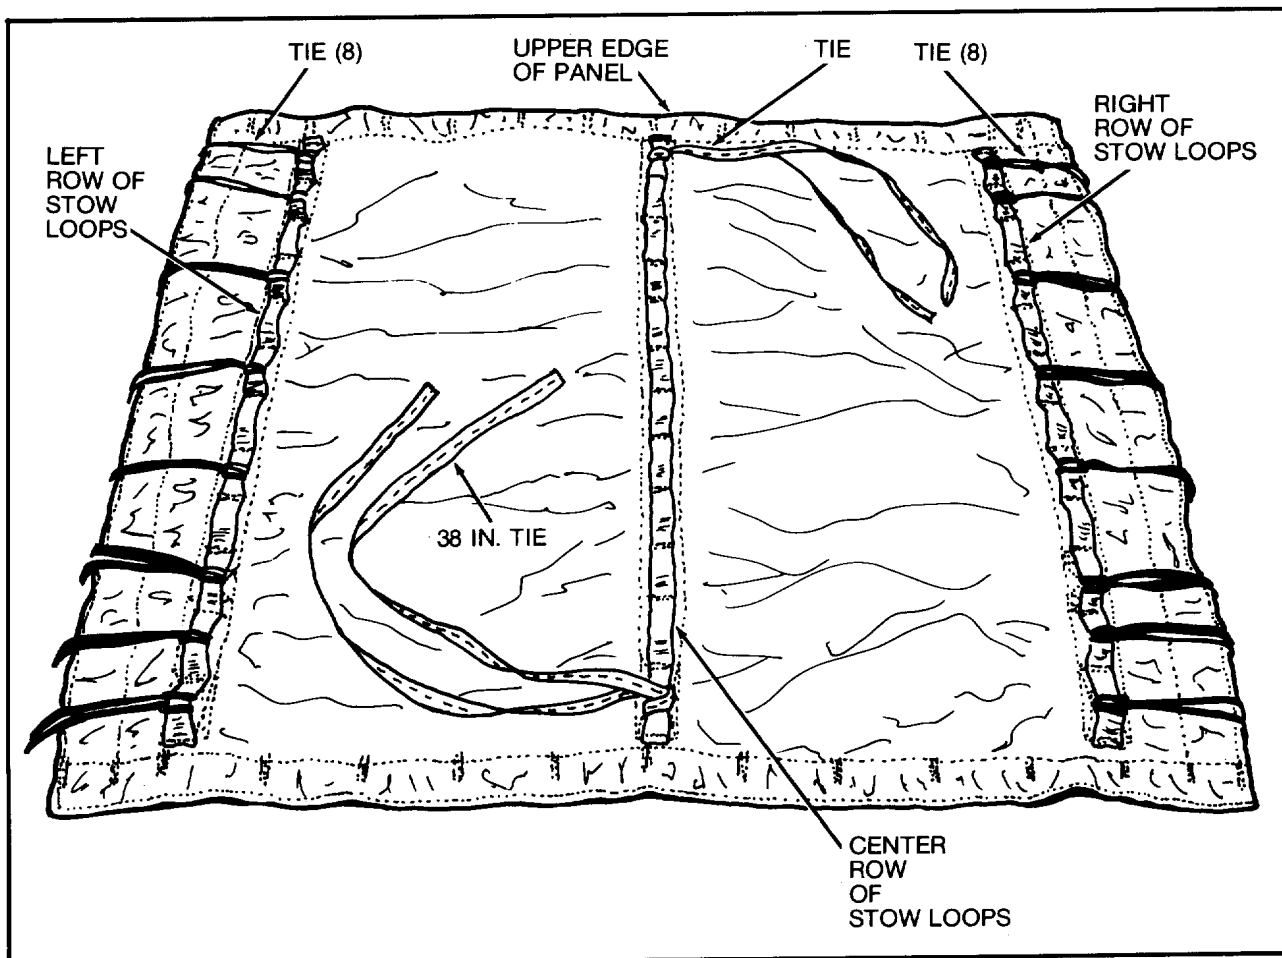 TIE (8)
UPPER EDGE
OF PANEL
TIE
TIE (8)
RIGHT
ROW OF
STOW LOOPS
LEFT
ROW OF
STOW
LOOPS
38 IN. TIE
CENTER
ROW
OF
STOW LOOPS